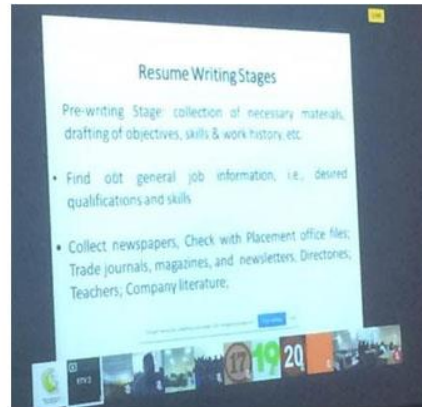 Resume Writing Stages
Pre-writing Stage: collection of necessary materials,
drafting of objectives, skills & work history, etc.
• Find obt general job information, i.e., desired
qualifications and skills
• Collect newspapers, Check with Placement office files;
Trade journals, magazines, and newsletters, Directories;
Teachers; Company literature;
17
19
20